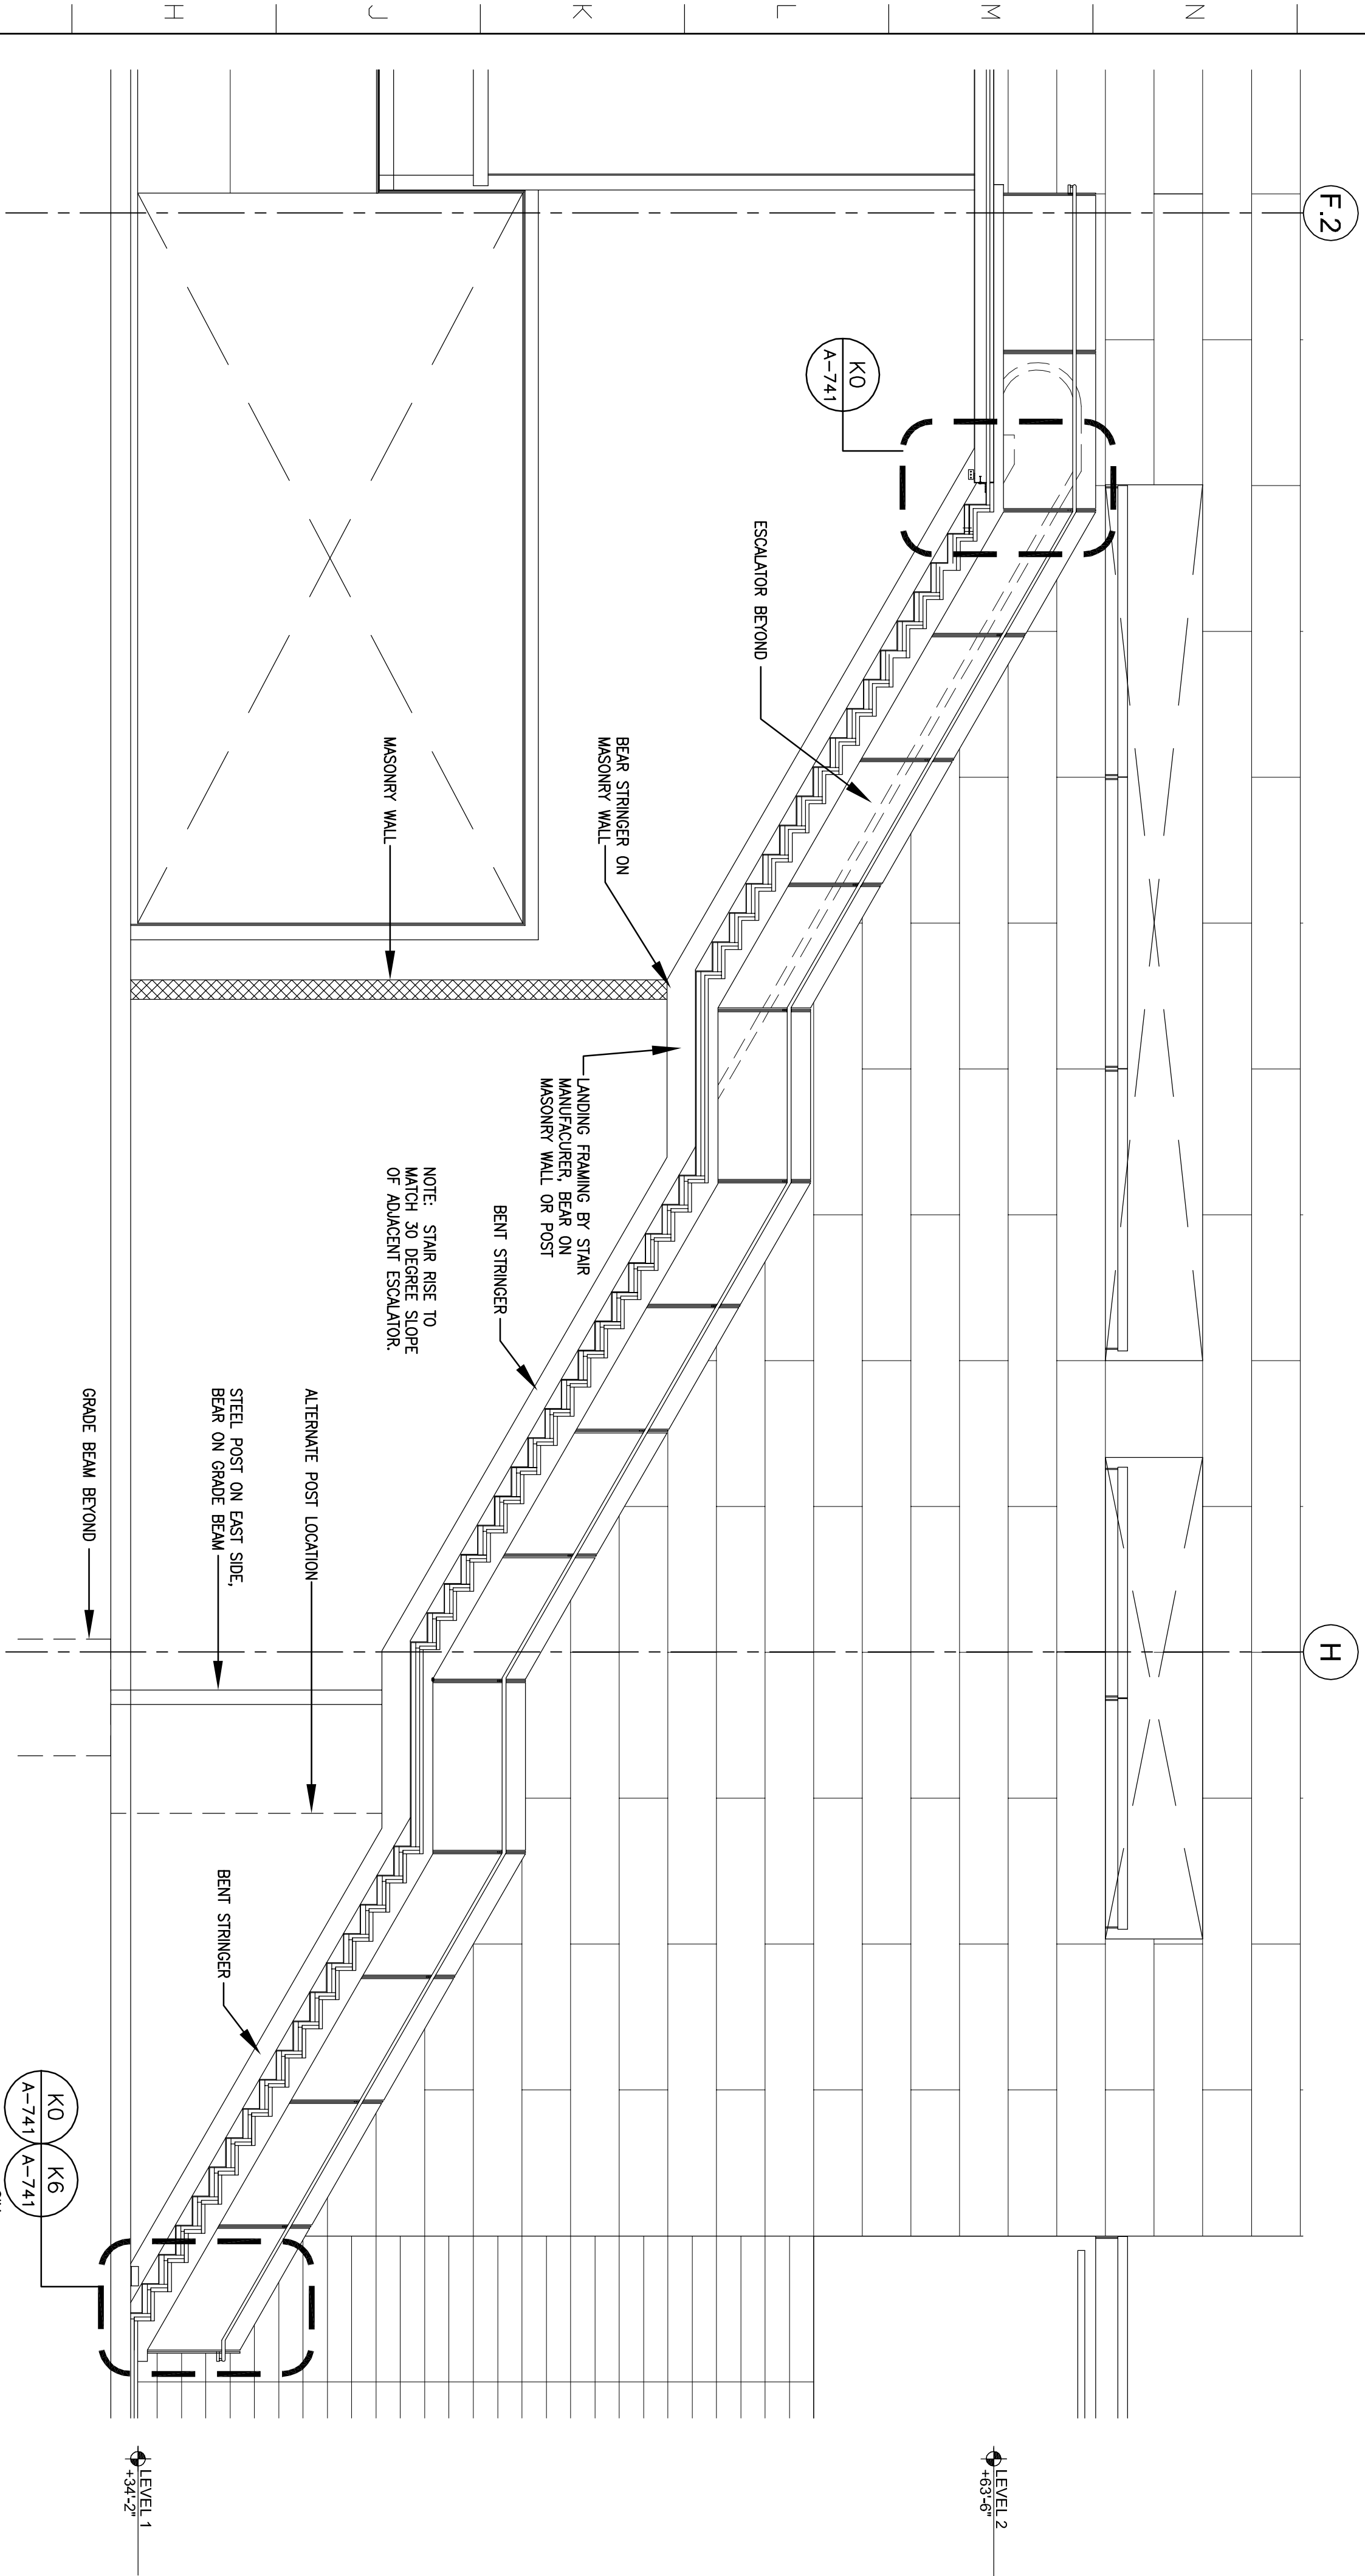 F.2
H
N
M
L
K
J
H
K0
A-741
ESCALATOR BEYOND
BEAR STRINGER ON
MASONRY WALL
MASONRY WALL
LANDING FRAMING BY STAIR
MANUFACURER, BEAR ON
MASONRY WALL OR POST
BENT STRINGER
NOTE: STAIR RISE TO
MATCH 30 DEGREE SLOPE
OF ADJACENT ESCALATOR.
ALTERNATE POST LOCATION
STEEL POST ON EAST SIDE,
BEAR ON GRADE BEAM
GRADE BEAM BEYOND
BENT STRINGER
K0
A-741
K6
A-741
LEVEL 2
+63'-6"
LEVEL 1
+34'-2"